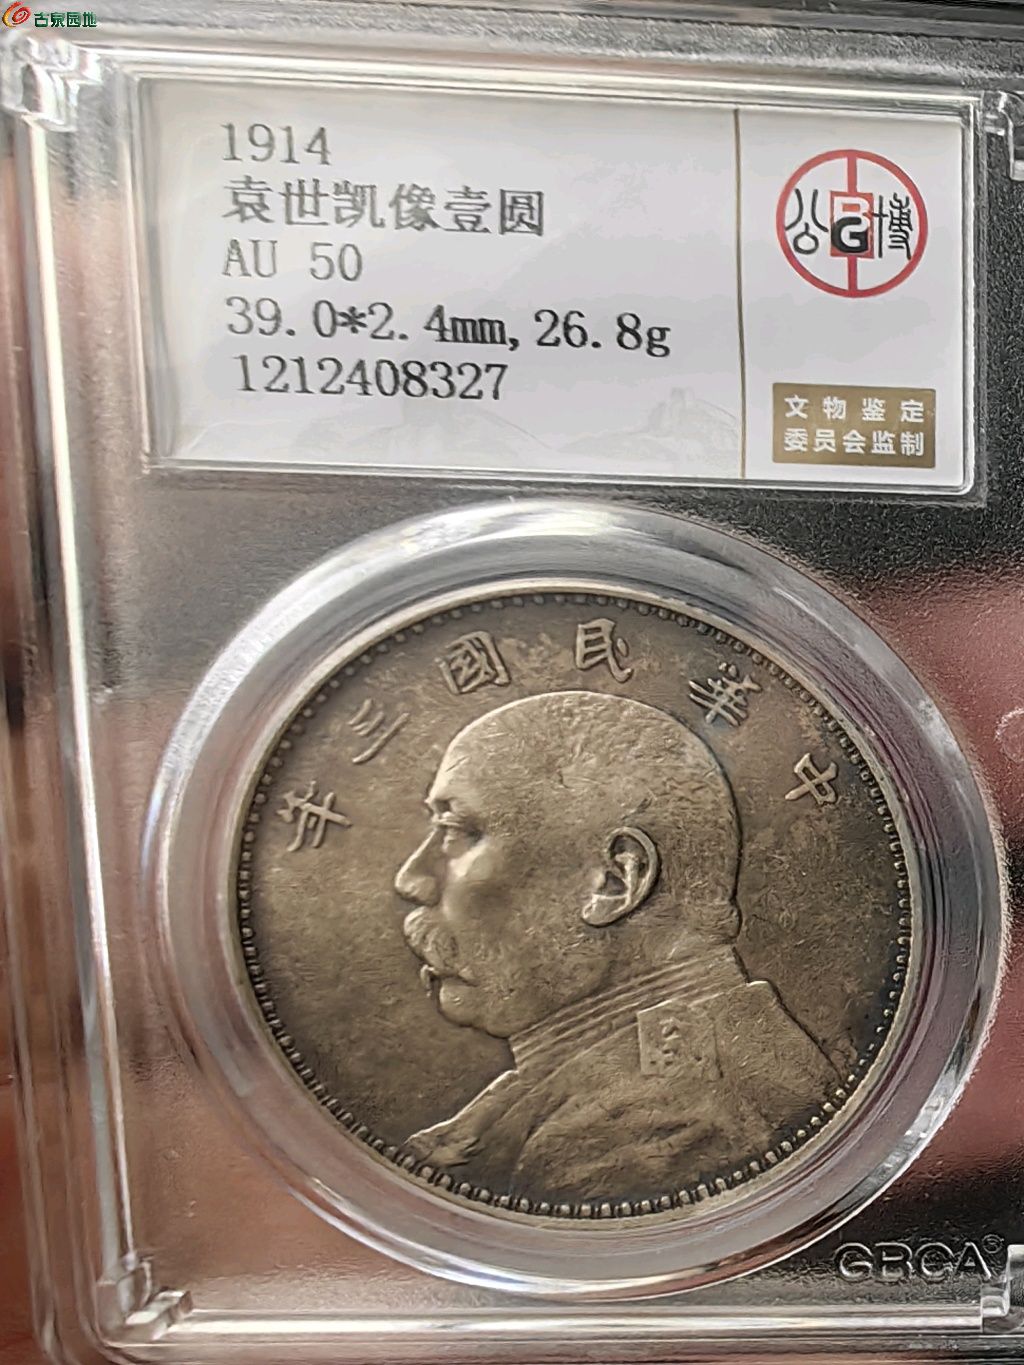 古泉园地
1914
袁世凯像壹圆
AU 50
39.0*2.4mm,26.8g
1212408327
公博
文物鉴定
委员会监制
年三國民華中
GBCA